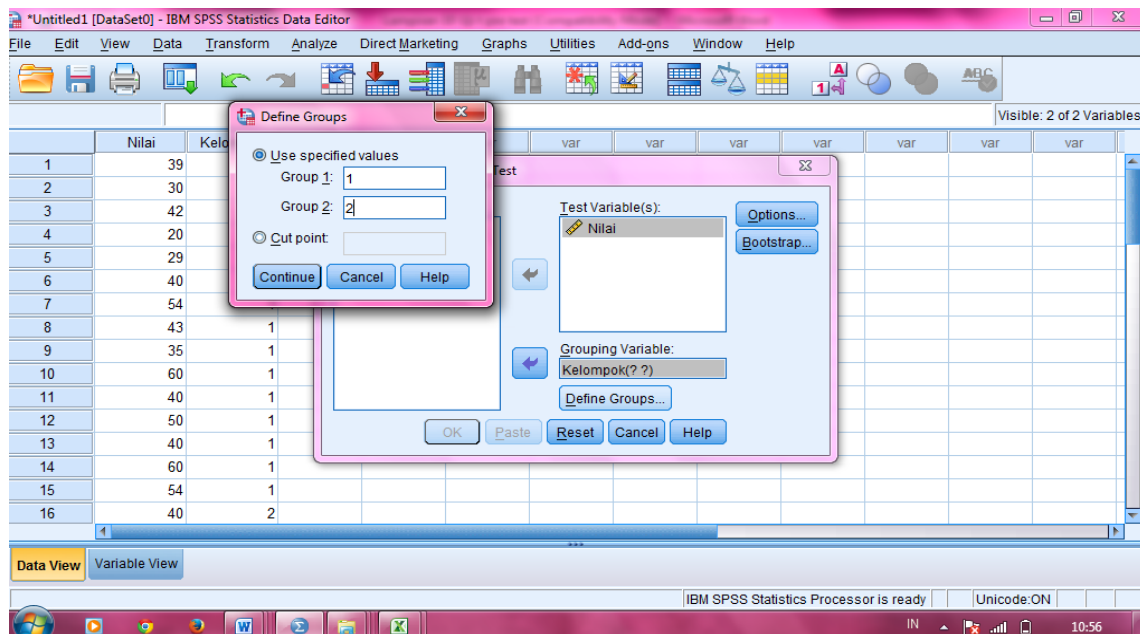 *Untitled1 [DataSet0] - IBM SPSS Statistics Data Editor
File Edit View Data Transform Analyze Direct Marketing Graphs Utilities Add-ons Window Help
Visible: 2 of 2 Variables
Nilai Kelo var var var var var var var
1 39
2 30
3 42
4 20
5 29
6 40
7 54
8 43 1
9 35 1
10 60 1
11 40 1
12 50 1
13 40 1
14 60 1
15 54 1
16 40 2
Define Groups
Use specified values
Group 1: 1
Group 2: 2
Cut point:
Continue Cancel Help
Test
Test Variable(s):
Nilai
Options...
Bootstrap...
Grouping Variable:
Kelompok(? ?)
Define Groups...
OK Paste Reset Cancel Help
Data View Variable View
IBM SPSS Statistics Processor is ready Unicode:ON
IN 10:56